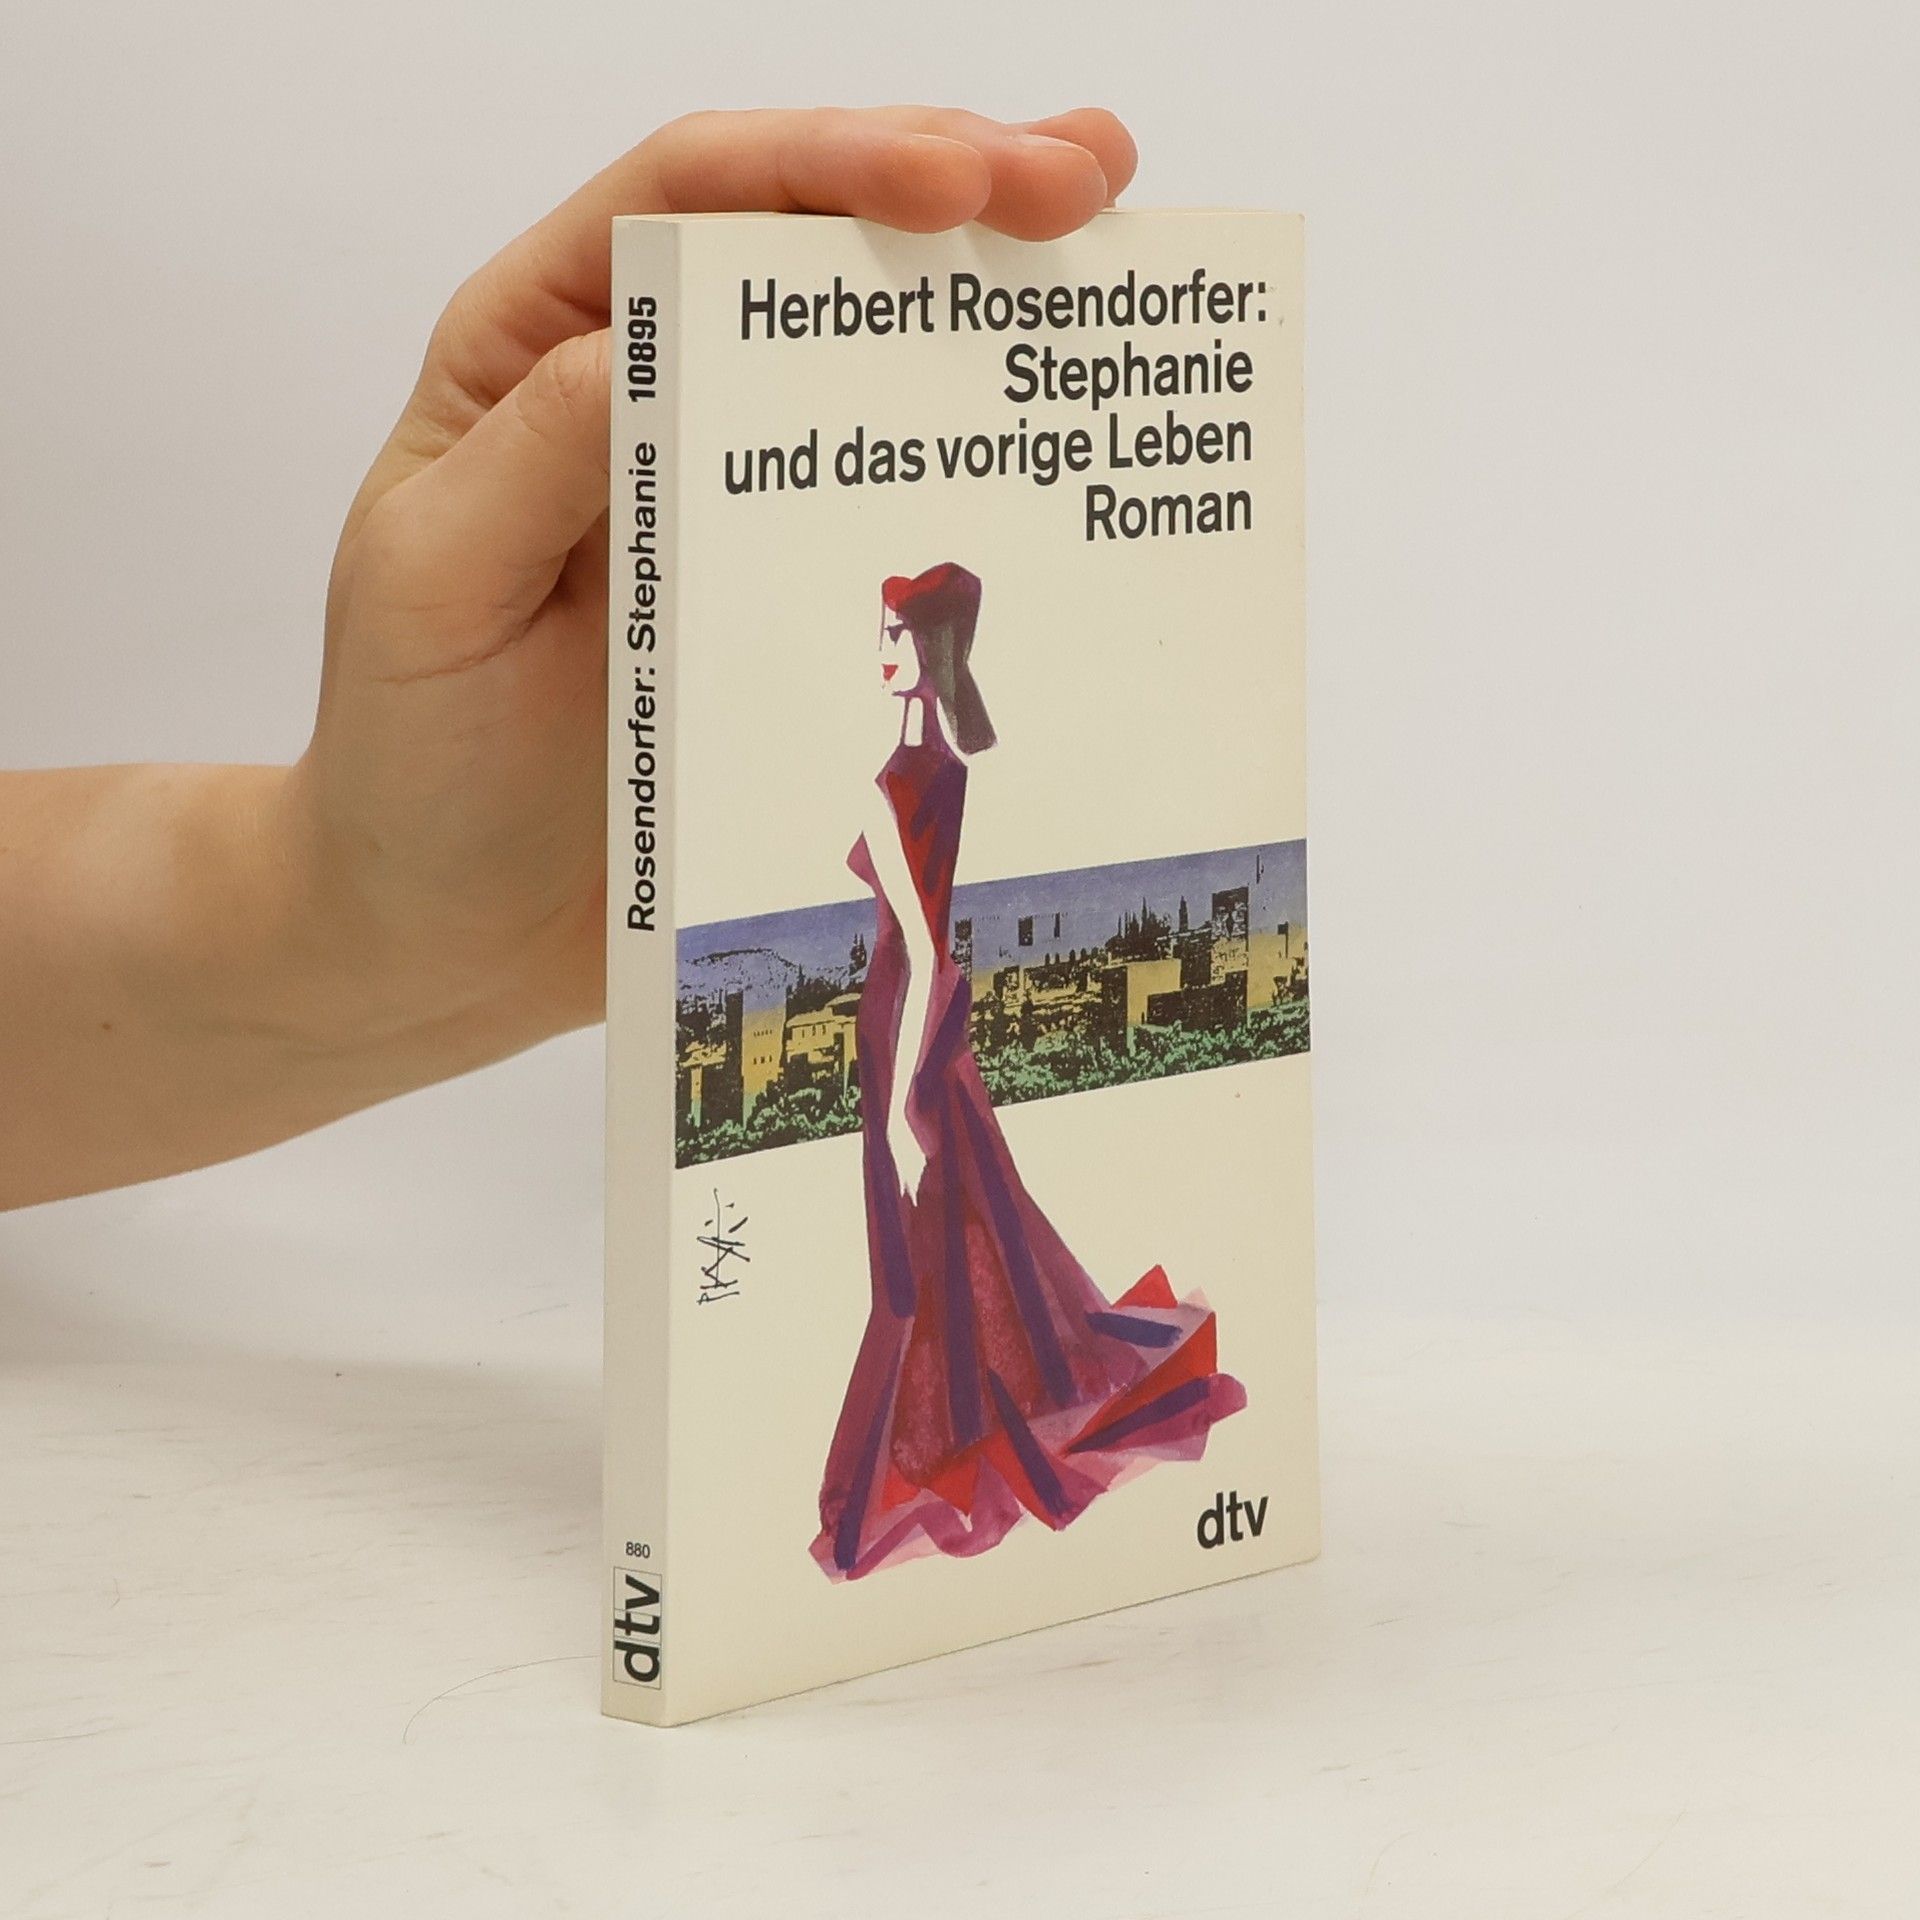 Herbert Rosendorfer:
Stephanie
und das vorige Leben
Roman
dtv
Rosendorfer: Stephanie 10895
880
dtv